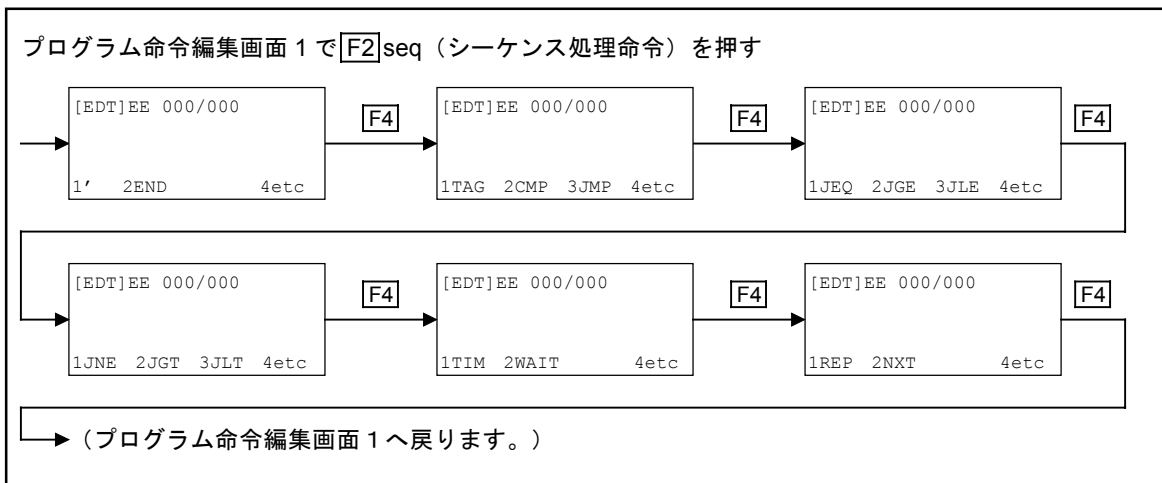 プログラム命令編集画面1でF2seq（シーケンス処理命令）を押す
[EDT]EE 000/000
1′ 2END 4etc
F4
[EDT]EE 000/000
1TAG 2CMP 3JMP 4etc
F4
[EDT]EE 000/000
1JEQ 2JGE 3JLE 4etc
F4
[EDT]EE 000/000
1JNE 2JGT 3JLT 4etc
F4
[EDT]EE 000/000
1TIM 2WAIT 4etc
F4
[EDT]EE 000/000
1REP 2NXT 4etc
F4
（プログラム命令編集画面1へ戻ります。）